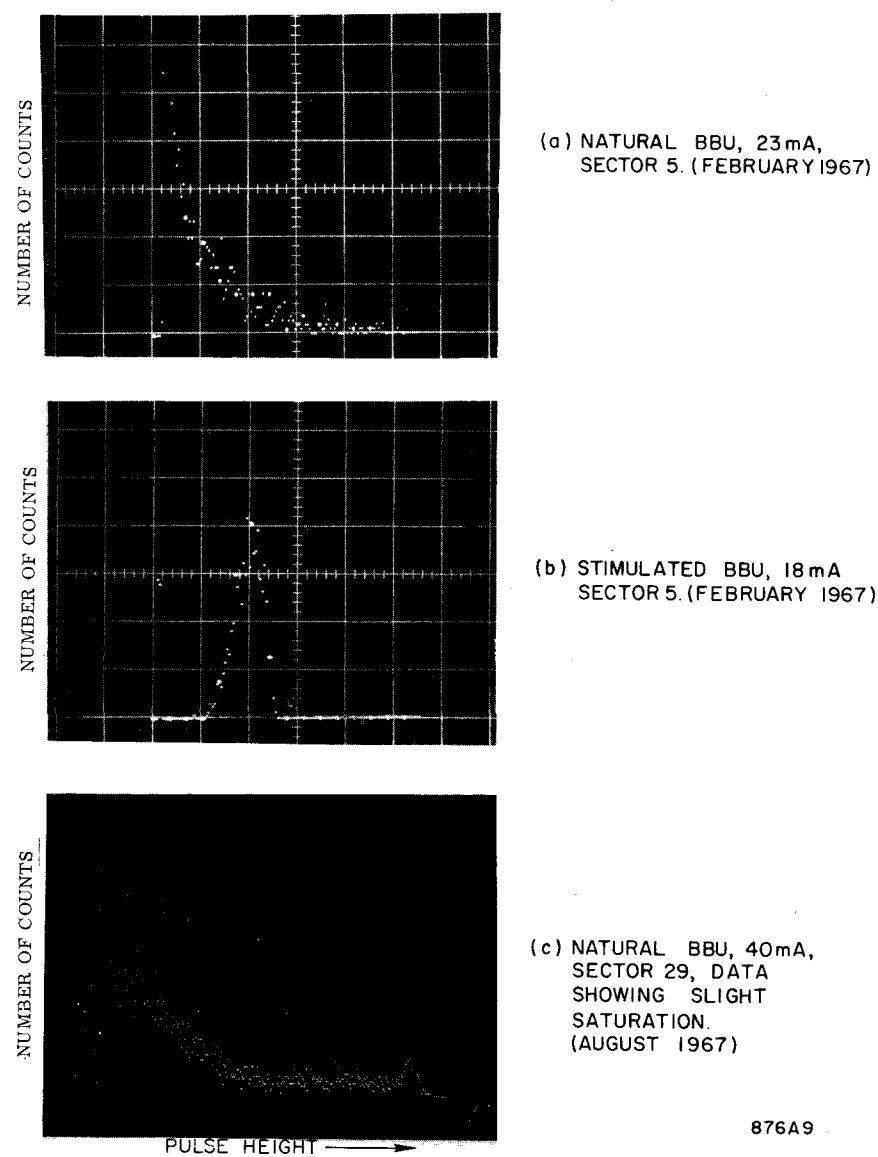 NUMBER OF COUNTS
(a) NATURAL BBU, 23mA,
SECTOR 5. (FEBRUARY 1967)
NUMBER OF COUNTS
(b) STIMULATED BBU, 18mA
SECTOR 5. (FEBRUARY 1967)
NUMBER OF COUNTS
(c) NATURAL BBU, 40mA,
SECTOR 29, DATA
SHOWING SLIGHT
SATURATION.
(AUGUST 1967)
PULSE HEIGHT
876A9